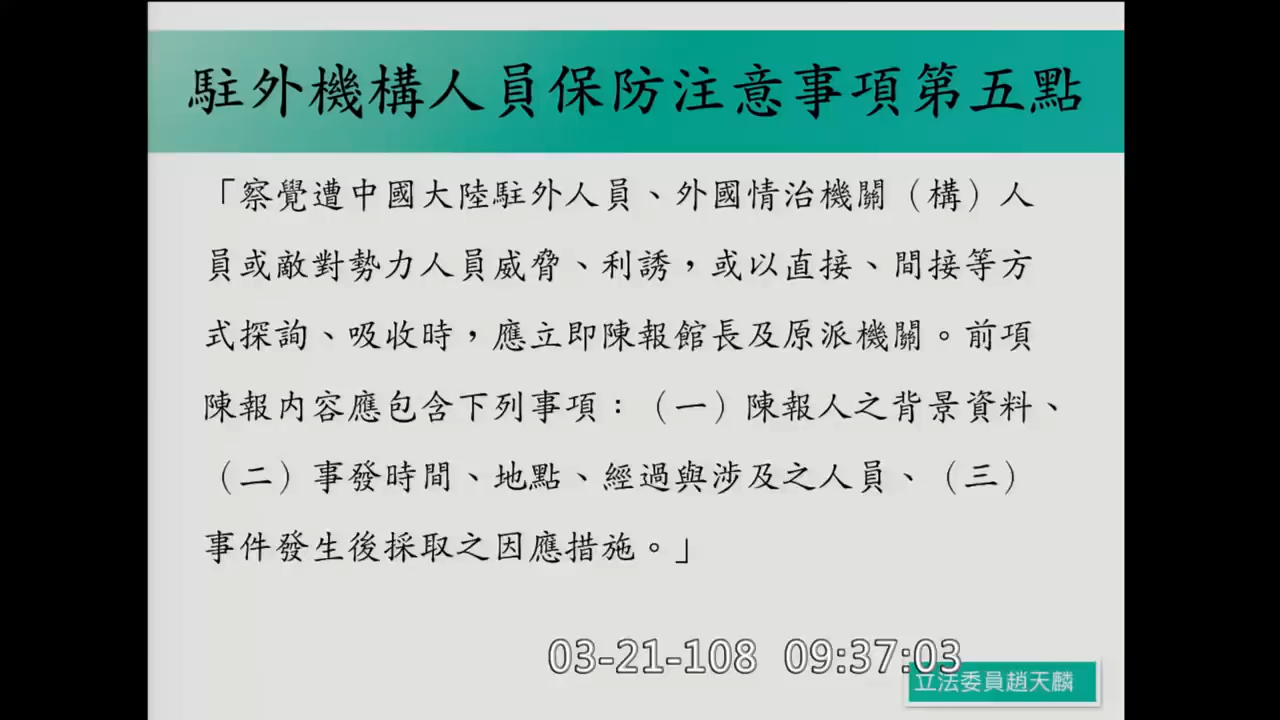 駐外機構人員保防注意事項第五點
「察覺遭中國大陸駐外人員、外國情治機關（構）人
員或敵對勢力人員威脅、利誘，或以直接、間接等方
式探詢、吸收時，應立即陳報館長及原派機關。前項
陳報內容應包含下列事項：（一）陳報人之背景資料、
（二）事發時間、地點、經過與涉及之人員、（三）
事件發生後採取之因應措施。」
03-21-108 09:37:03
立法委員趙天麟